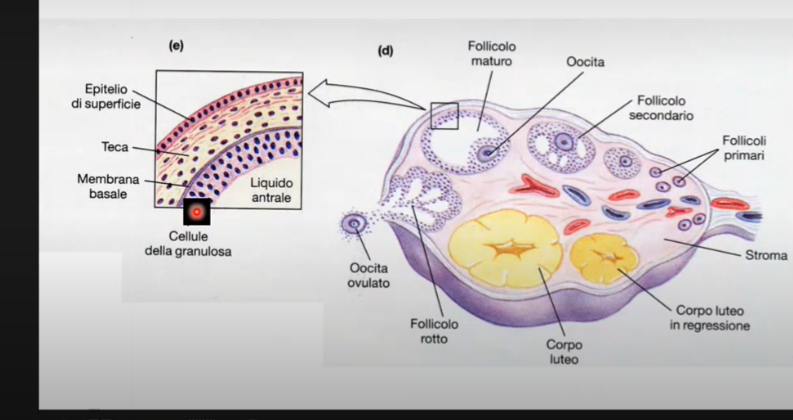 (e)
Epitelio
di superficie
Teca
Membrana
basale
Liquido
antrale
Cellule
della granulosa
(d)
Follicolo
maturo
Oocita
Follicolo
secondario
Follicoli
primari
Stroma
Corpo luteo
in regressione
Corpo
luteo
Follicolo
rotto
Oocita
ovulato